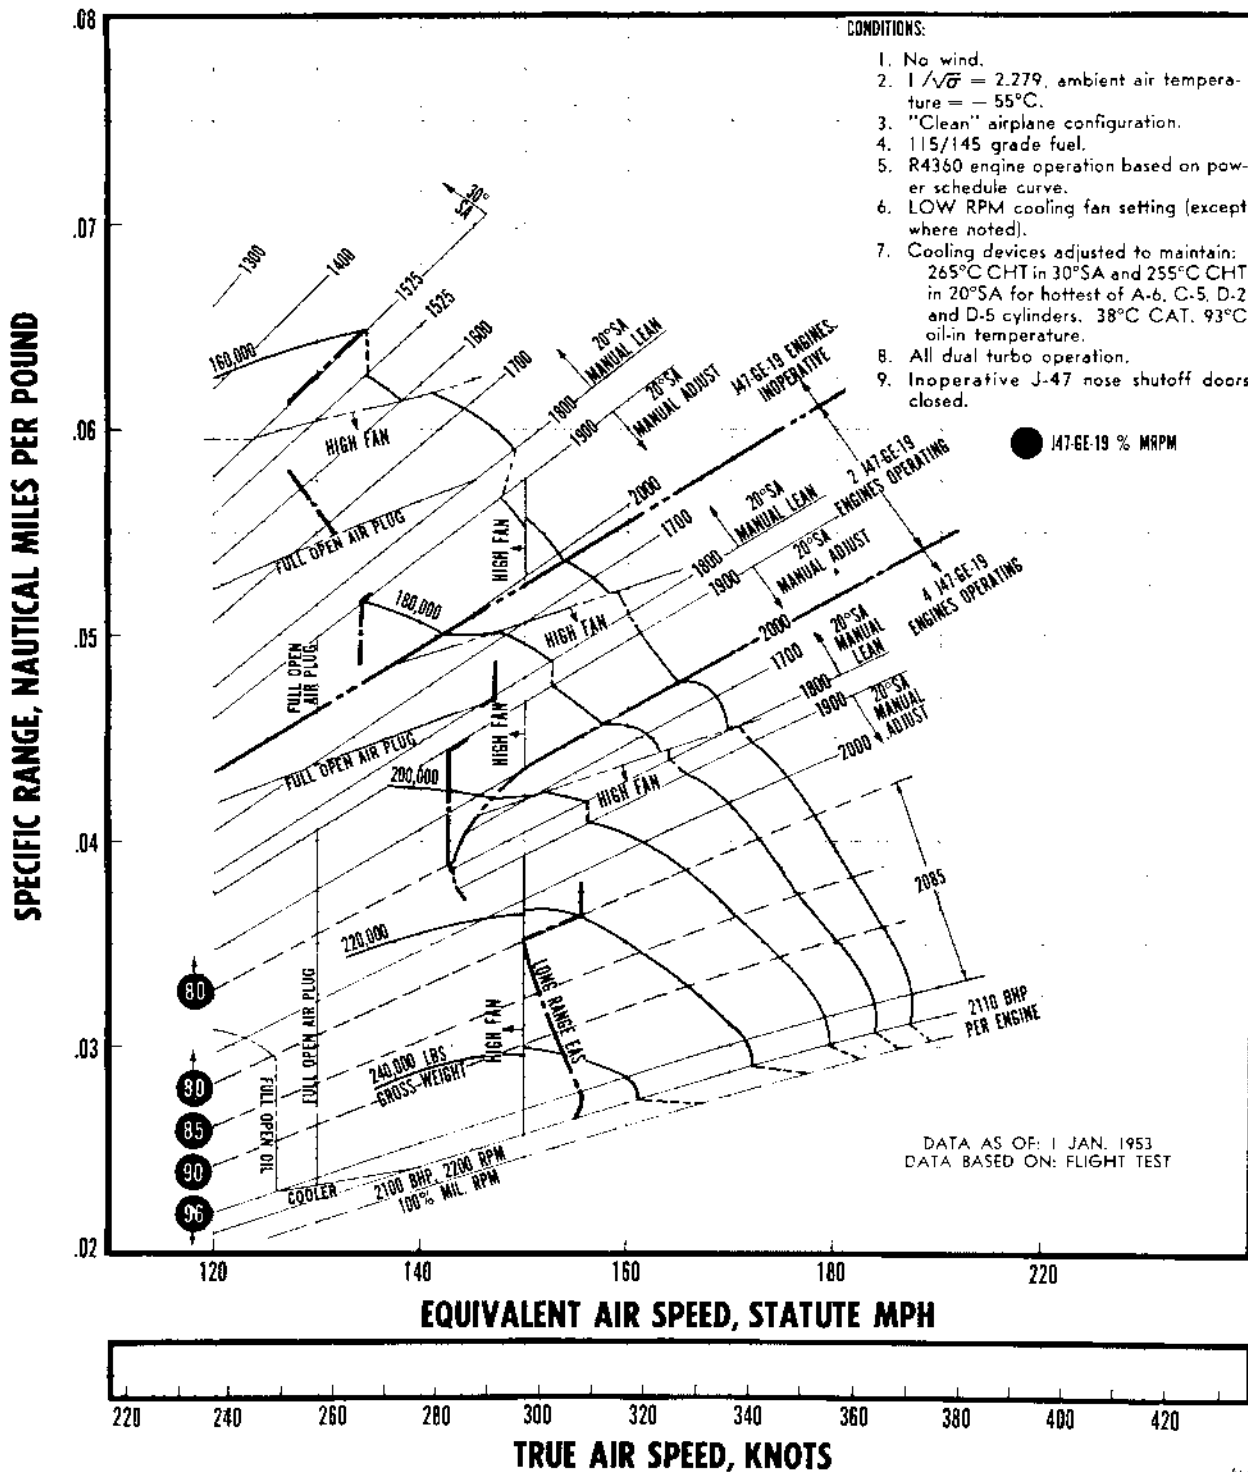 SPECIFIC RANGE, NAUTICAL MILES PER POUND
.08
.07
.06
.05
.04
.03
.02
CONDITIONS:
1. No wind.
2. 1/√σ = 2.279, ambient air tempera-
ture = – 55°C.
3. "Clean" airplane configuration.
4. 115/145 grade fuel.
5. R4360 engine operation based on pow-
er schedule curve.
6. LOW RPM cooling fan setting (except
where noted).
7. Cooling devices adjusted to maintain:
265°C CHT in 30°SA and 255°C CHT
in 20°SA for hottest of A-6, C-5, D-2
and D-5 cylinders. 38°C CAT. 93°C
oil-in temperature.
8. All dual turbo operation.
9. Inoperative J-47 nose shutoff doors
closed.
J47-GE-19 % MRPM
30°
SA
1300
1400
1525
1525
1600
1700
1800
1900
2000
160,000
HIGH FAN
20°SA
MANUAL LEAN
20°SA
MANUAL ADJUST
J47-GE-19 ENGINES
INOPERATIVE
FULL OPEN AIR PLUG
HIGH FAN
1700
1800
1900
2000
20°SA
MANUAL LEAN
2 J47-GE-19
ENGINES OPERATING
20°SA
MANUAL ADJUST
180,000
HIGH FAN
FULL OPEN
AIR PLUG
4 J47-GE-19
ENGINES OPERATING
1700
1800
1900
2000
20°SA
MANUAL
LEAN
20°SA
MANUAL
ADJUST
FULL OPEN AIR PLUG
HIGH FAN
200,000
HIGH FAN
2085
220,000
80
FULL OPEN AIR PLUG
HIGH FAN
LONG RANGE EAS
2110 BHP
PER ENGINE
240,000 LBS
GROSS WEIGHT
80
85
90
96
FULL OPEN OIL
COOLER
2100 BHP, 2200 RPM
100% MIL. RPM
DATA AS OF: 1 JAN. 1953
DATA BASED ON: FLIGHT TEST
120 140 160 180 220
EQUIVALENT AIR SPEED, STATUTE MPH
220 240 260 280 300 320 340 360 380 400 420
TRUE AIR SPEED, KNOTS